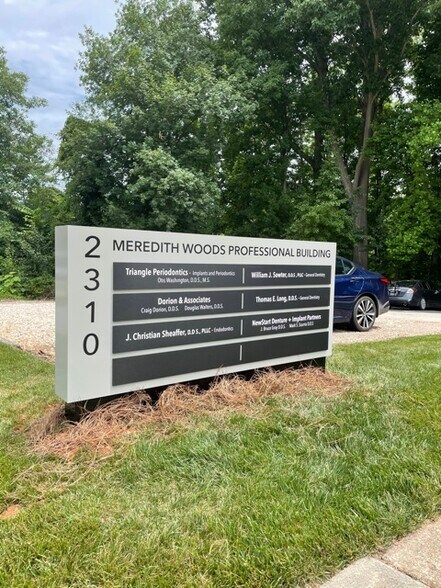 2310
MEREDITH WOODS PROFESSIONAL BUILDING
Triangle Periodontics - Implants and Periodontics
Otis Washington, D.D.S., M.S.
William J. Sowter, D.D.S., PLLC - General Dentistry
Dorion & Associates
Craig Dorion, D.D.S. Douglas Walters, D.D.S.
Thomas E. Long, D.D.S. - General Dentistry
J. Christian Sheaffer, D.D.S., PLLC - Endodontics
NewStart Denture + Implant Partners